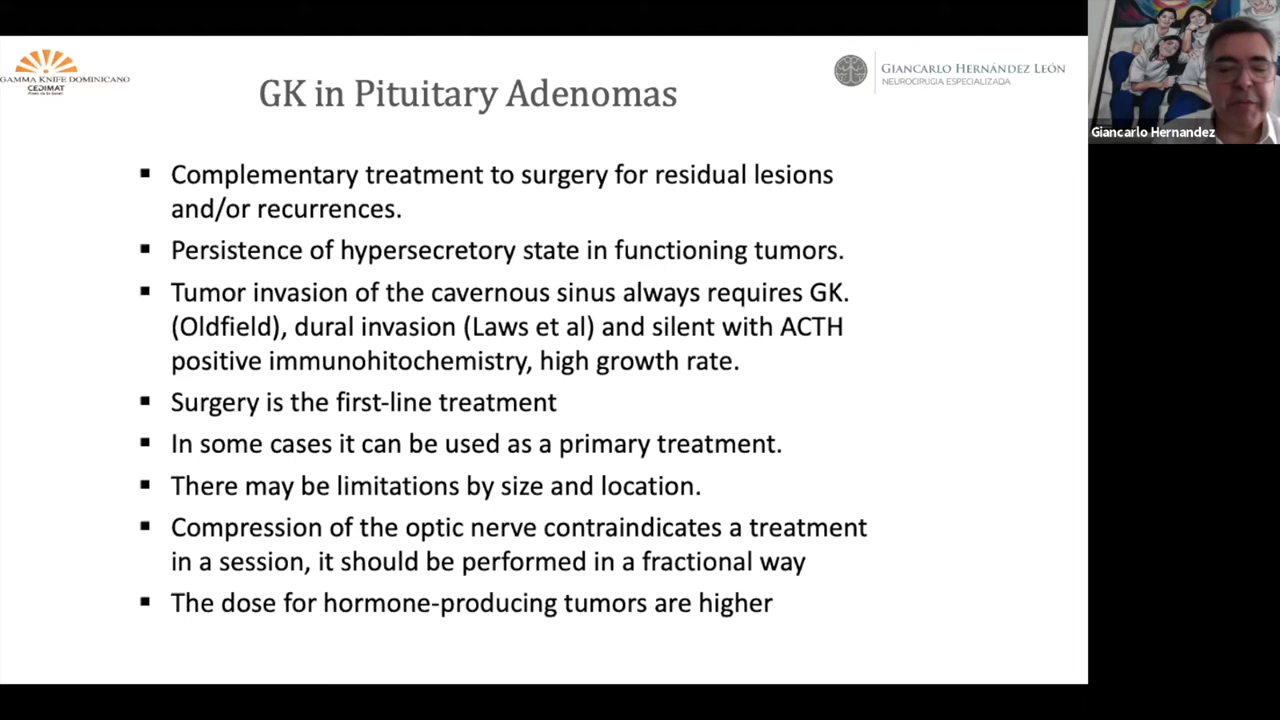 GAMMA KNIFE DOMINICANO
CEDIMAT
GIANCARLO HERNÁNDEZ LEÓN
NEUROCIRUGIA ESPECIALIZADA
GK in Pituitary Adenomas
Giancarlo Hernandez
▪ Complementary treatment to surgery for residual lesions
and/or recurrences.
▪ Persistence of hypersecretory state in functioning tumors.
▪ Tumor invasion of the cavernous sinus always requires GK.
(Oldfield), dural invasion (Laws et al) and silent with ACTH
positive immunohitochemistry, high growth rate.
▪ Surgery is the first-line treatment
▪ In some cases it can be used as a primary treatment.
▪ There may be limitations by size and location.
▪ Compression of the optic nerve contraindicates a treatment
in a session, it should be performed in a fractional way
▪ The dose for hormone-producing tumors are higher